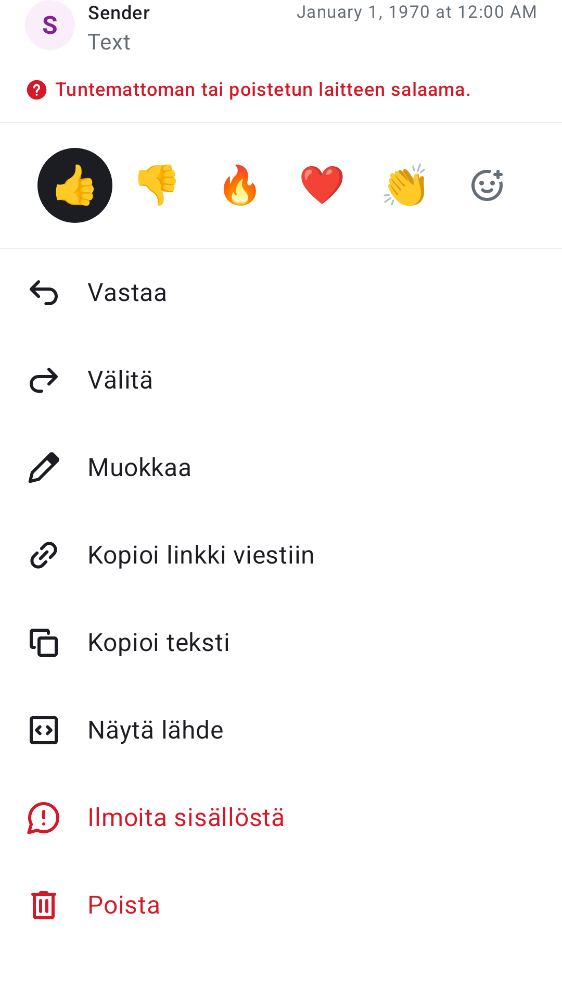 S
Sender
January 1, 1970 at 12:00 AM
Text
Tuntemattoman tai poistetun laitteen salaama.
Vastaa
Välitä
Muokkaa
Kopioi linkki viestiin
Kopioi teksti
Näytä lähde
Ilmoita sisällöstä
Poista